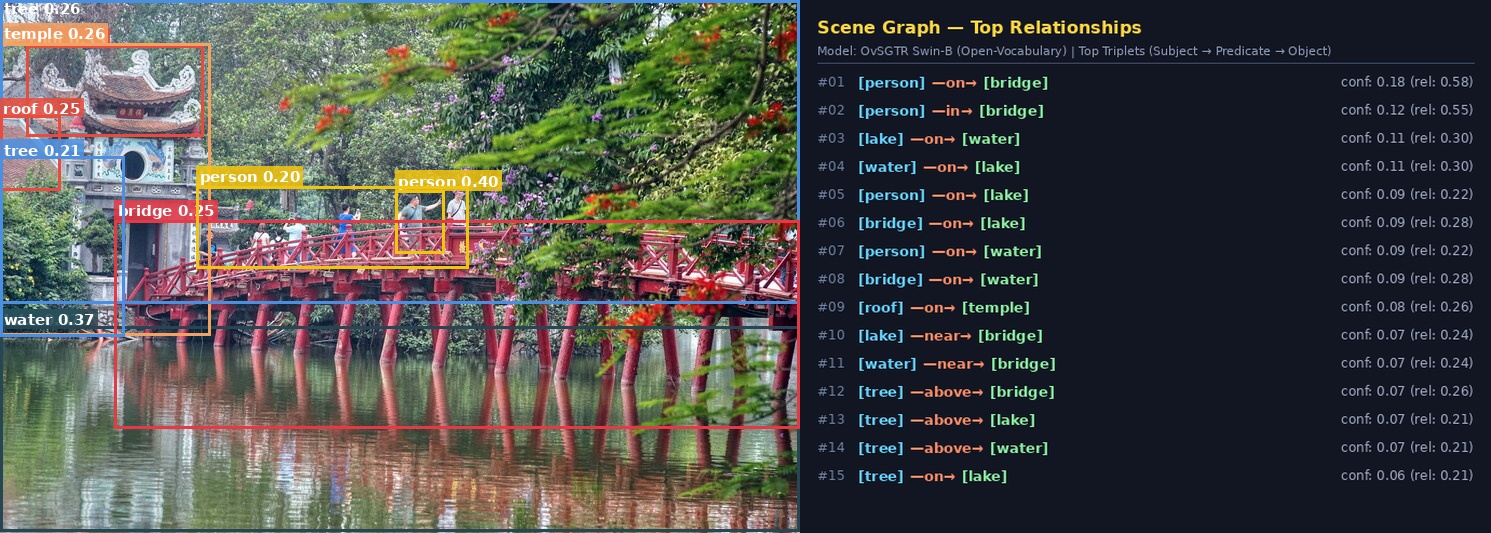 tree 0.26
temple 0.26
roof 0.25
tree 0.21
person 0.20
person 0.40
bridge 0.25
water 0.37
Scene Graph — Top Relationships
Model: OvSGTR Swin-B (Open-Vocabulary) | Top Triplets (Subject → Predicate → Object)
#01 [person] —on→ [bridge] conf: 0.18 (rel: 0.58)
#02 [person] —in→ [bridge] conf: 0.12 (rel: 0.55)
#03 [lake] —on→ [water] conf: 0.11 (rel: 0.30)
#04 [water] —on→ [lake] conf: 0.11 (rel: 0.30)
#05 [person] —on→ [lake] conf: 0.09 (rel: 0.22)
#06 [bridge] —on→ [lake] conf: 0.09 (rel: 0.28)
#07 [person] —on→ [water] conf: 0.09 (rel: 0.22)
#08 [bridge] —on→ [water] conf: 0.09 (rel: 0.28)
#09 [roof] —on→ [temple] conf: 0.08 (rel: 0.26)
#10 [lake] —near→ [bridge] conf: 0.07 (rel: 0.24)
#11 [water] —near→ [bridge] conf: 0.07 (rel: 0.24)
#12 [tree] —above→ [bridge] conf: 0.07 (rel: 0.26)
#13 [tree] —above→ [lake] conf: 0.07 (rel: 0.21)
#14 [tree] —above→ [water] conf: 0.07 (rel: 0.21)
#15 [tree] —on→ [lake] conf: 0.06 (rel: 0.21)